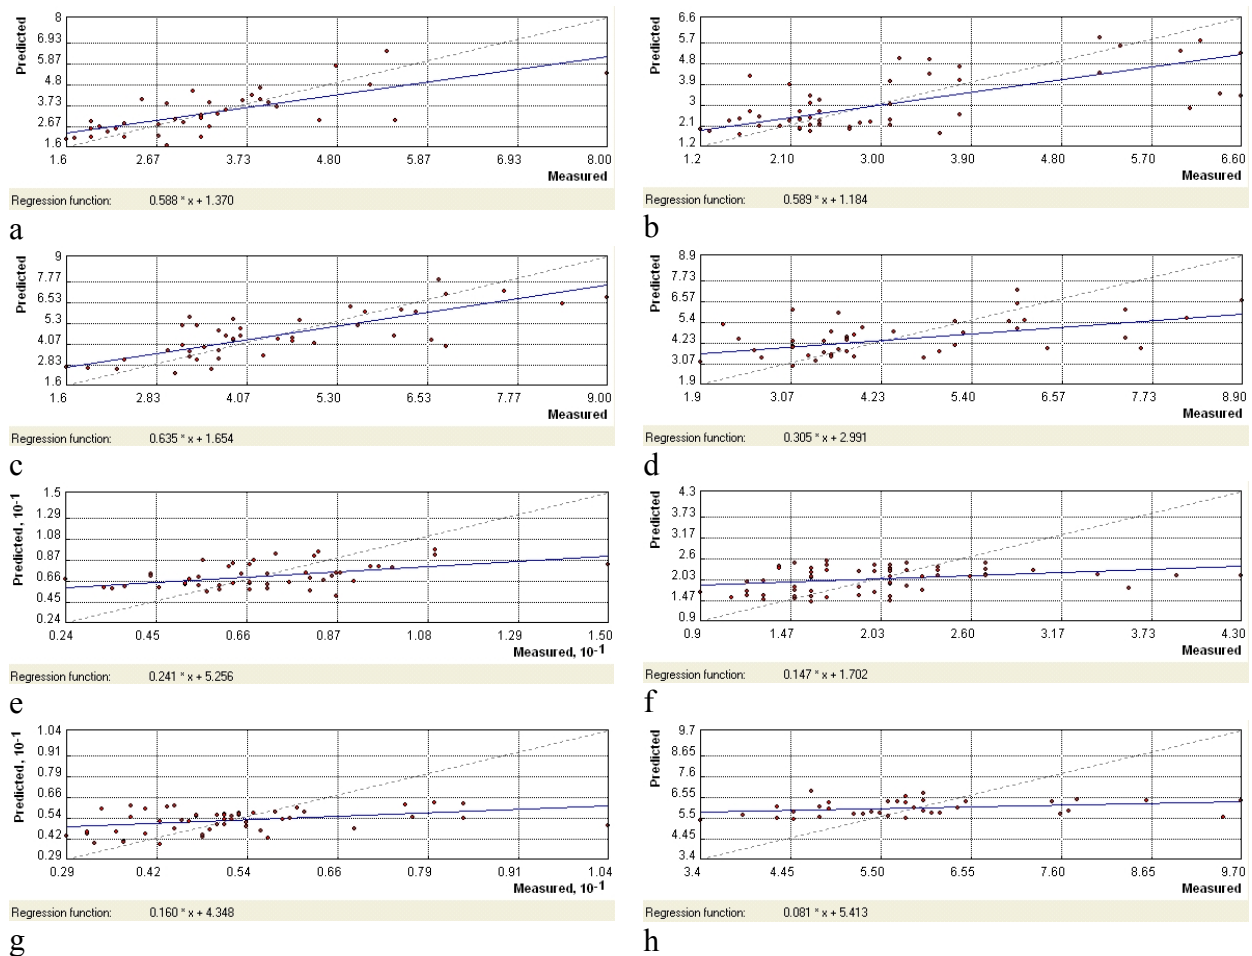 Predicted
8
6.93
5.87
4.8
3.73
2.67
1.6
1.6 2.67 3.73 4.80 5.87 6.93 8.00
Measured
Regression function: 0.588 * x + 1.370
a
Predicted
6.6
5.7
4.8
3.9
3
2.1
1.2
1.2 2.10 3.00 3.90 4.80 5.70 6.60
Measured
Regression function: 0.589 * x + 1.184
b
Predicted
9
7.77
6.53
5.3
4.07
2.83
1.6
1.6 2.83 4.07 5.30 6.53 7.77 9.00
Measured
Regression function: 0.635 * x + 1.654
c
Predicted
8.9
7.73
6.57
5.4
4.23
3.07
1.9
1.9 3.07 4.23 5.40 6.57 7.73 8.90
Measured
Regression function: 0.305 * x + 2.991
d
Predicted, 10-1
1.5
1.29
1.08
0.87
0.66
0.45
0.24
0.24 0.45 0.66 0.87 1.08 1.29 1.50
Measured, 10-1
Regression function: 0.241 * x + 5.256
e
Predicted
4.3
3.73
3.17
2.6
2.03
1.47
0.9
0.9 1.47 2.03 2.60 3.17 3.73 4.30
Measured
Regression function: 0.147 * x + 1.702
f
Predicted, 10-1
1.04
0.91
0.79
0.66
0.54
0.42
0.29
0.29 0.42 0.54 0.66 0.79 0.91 1.04
Measured, 10-1
Regression function: 0.160 * x + 4.348
g
Predicted
9.7
8.65
7.6
6.55
5.5
4.45
3.4
3.4 4.45 5.50 6.55 7.60 8.65 9.70
Measured
Regression function: 0.081 * x + 5.413
h